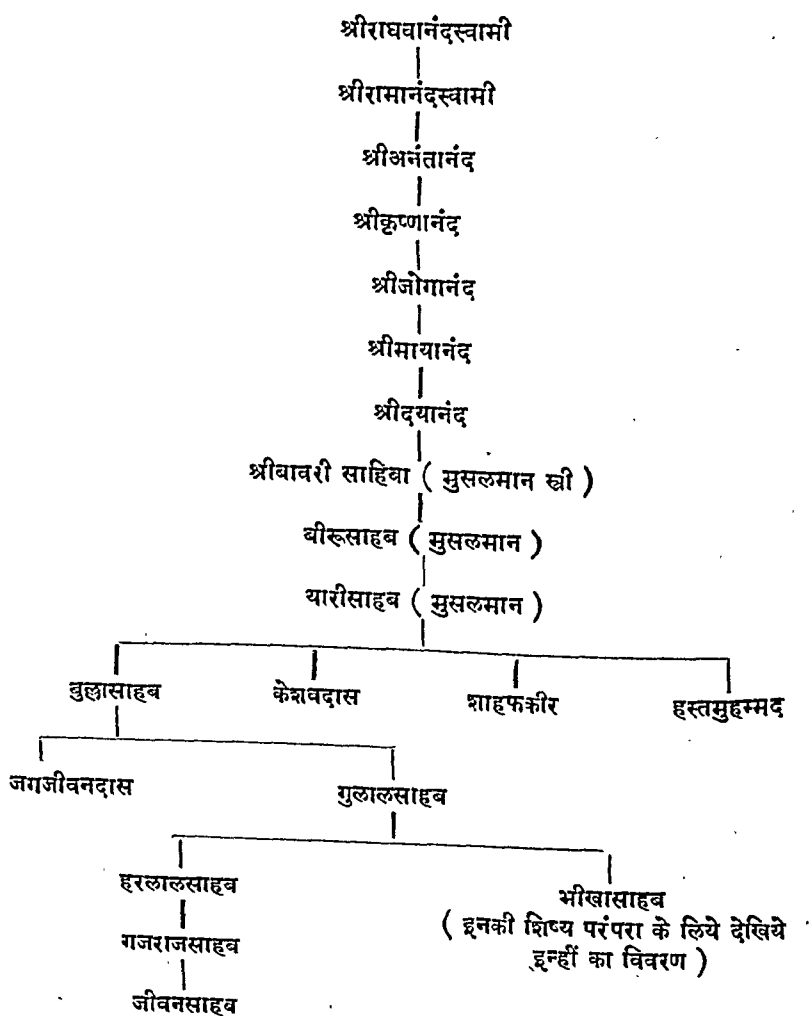 श्रीराघवानंदस्वामी
श्रीरामानंदस्वामी
श्रीअनंतानंद
श्रीकृष्णानंद
श्रीजोगानंद
श्रीमायानंद
श्रीदयानंद
श्रीबावरी साहिबा ( मुसलमान स्त्री )
बीरूसाहब ( मुसलमान )
यारीसाहब ( मुसलमान )
बुल्लासाहब केशवदास शाहफकीर हस्तमुहम्मद
जगजीवनदास गुलालसाहब
हरलालसाहब भीखासाहब
( इनकी शिष्य परंपरा के लिये देखिये
गजराजसाहब इन्हीं का विवरण )
जीवनसाहब